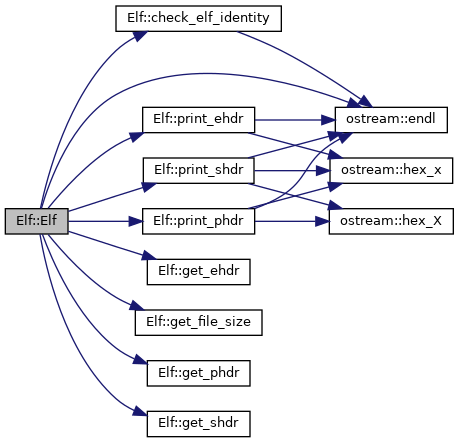 Elf::Elf
Elf::check_elf_identity
Elf::print_ehdr
Elf::print_shdr
Elf::print_phdr
Elf::get_ehdr
Elf::get_file_size
Elf::get_phdr
Elf::get_shdr
ostream::endl
ostream::hex_x
ostream::hex_X